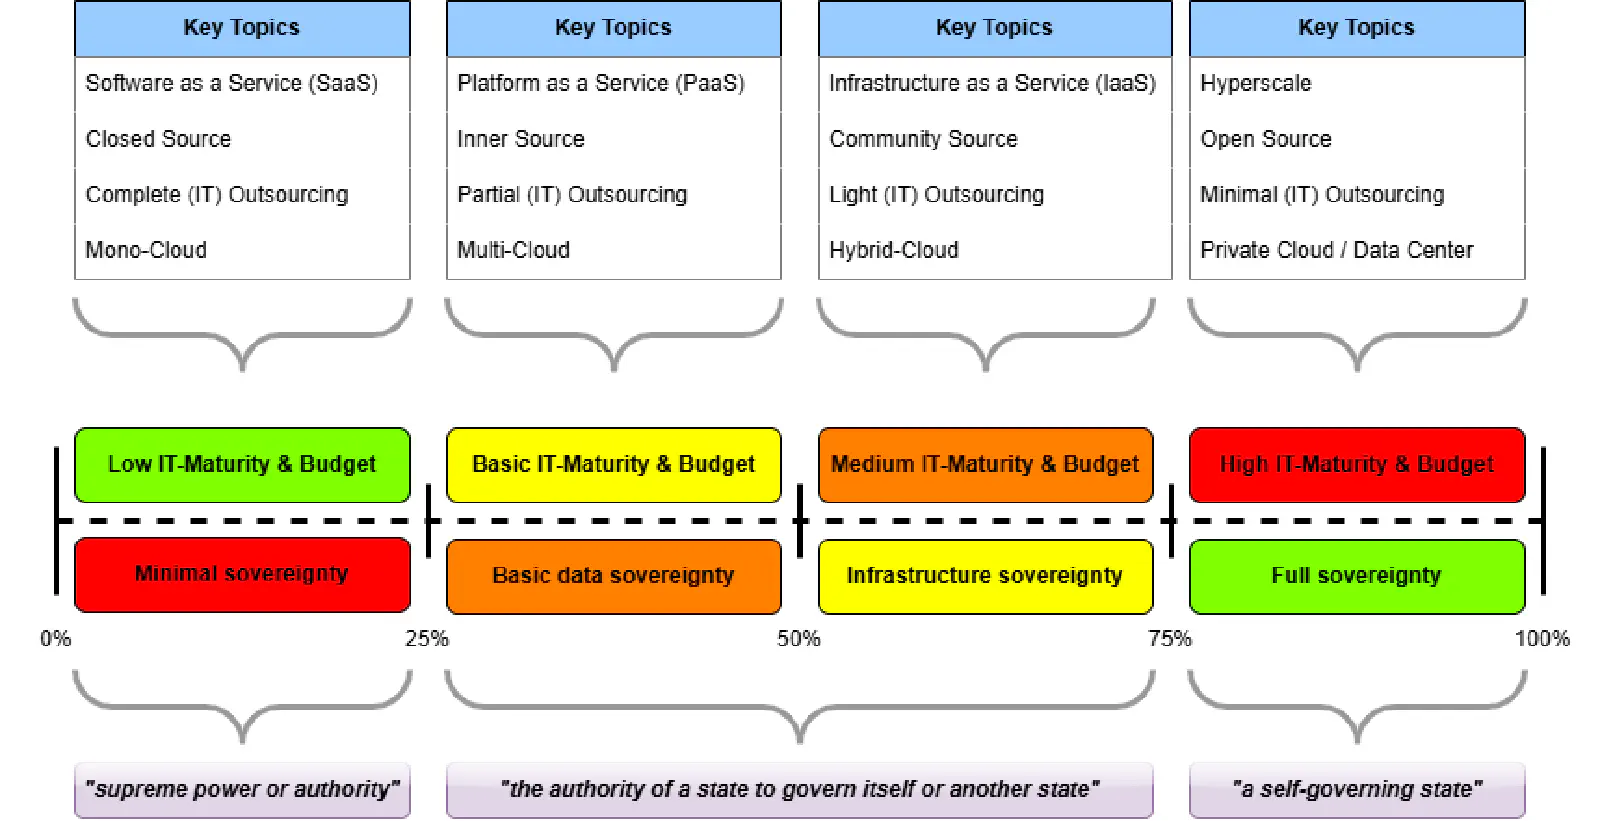 Key Topics
Software as a Service (SaaS)
Closed Source
Complete (IT) Outsourcing
Mono-Cloud
Key Topics
Platform as a Service (PaaS)
Inner Source
Partial (IT) Outsourcing
Multi-Cloud
Key Topics
Infrastructure as a Service (IaaS)
Community Source
Light (IT) Outsourcing
Hybrid-Cloud
Key Topics
Hyperscale
Open Source
Minimal (IT) Outsourcing
Private Cloud / Data Center
Low IT-Maturity & Budget
Basic IT-Maturity & Budget
Medium IT-Maturity & Budget
High IT-Maturity & Budget
Minimal sovereignty
Basic data sovereignty
Infrastructure sovereignty
Full sovereignty
0%
25%
50%
75%
100%
"supreme power or authority"
"the authority of a state to govern itself or another state"
"a self-governing state"